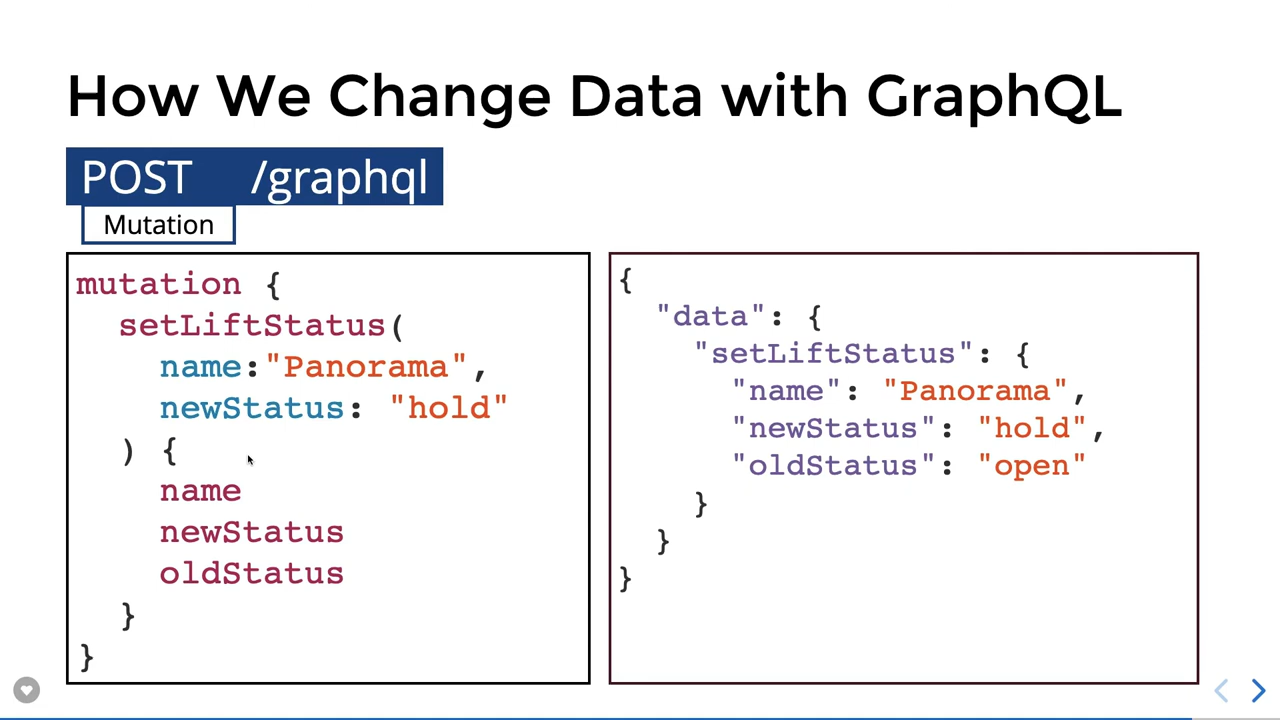 How We Change Data with GraphQL
POST /graphql
Mutation
mutation {
setLiftStatus(
name:"Panorama",
newStatus: "hold"
) {
name
newStatus
oldStatus
}
}
{
"data": {
"setLiftStatus": {
"name": "Panorama",
"newStatus": "hold",
"oldStatus": "open"
}
}
}